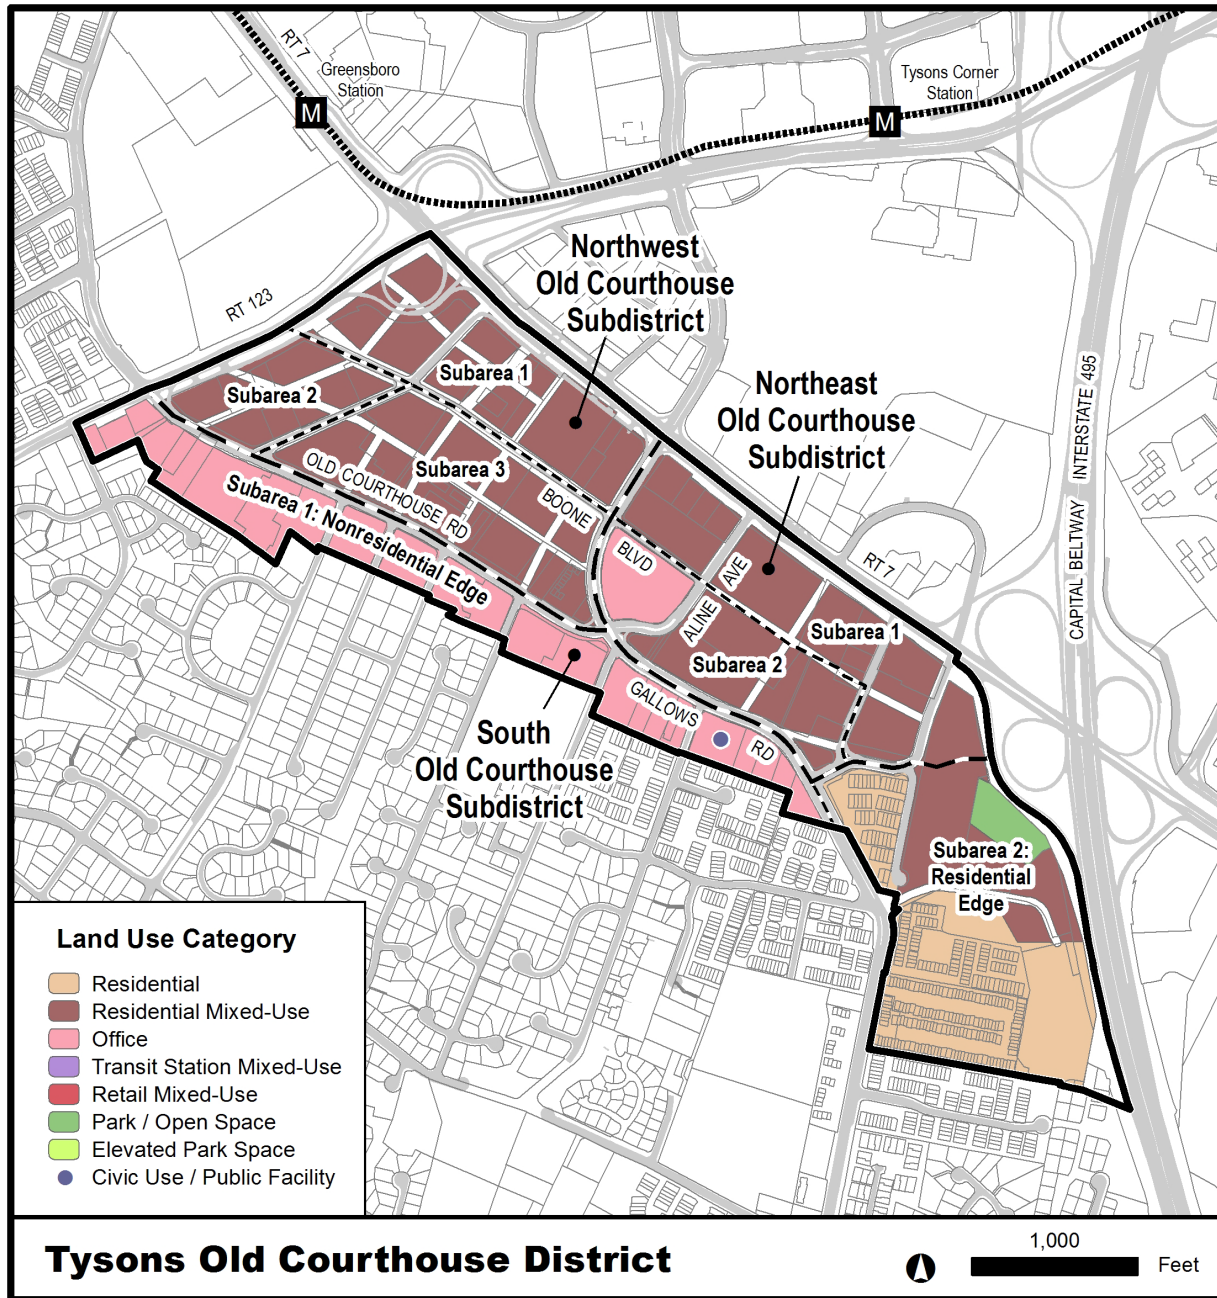 RT 7
Greensboro
Station
M
Tysons Corner
Station
M
Northwest
Old Courthouse
Subdistrict
RT 123
Subarea 1
Northeast
Old Courthouse
Subdistrict
Subarea 2
CAPITAL BELTWAY INTERSTATE 495
Subarea 3
OLD COURTHOUSE RD
BOONE
BLVD
Subarea 1: Nonresidential Edge
RT 7
ALINE AVE
Subarea 1
Subarea 2
GALLOWS RD
South
Old Courthouse
Subdistrict
Subarea 2:
Residential
Edge
Land Use Category
Residential
Residential Mixed-Use
Office
Transit Station Mixed-Use
Retail Mixed-Use
Park / Open Space
Elevated Park Space
Civic Use / Public Facility
Tysons Old Courthouse District
1,000
Feet